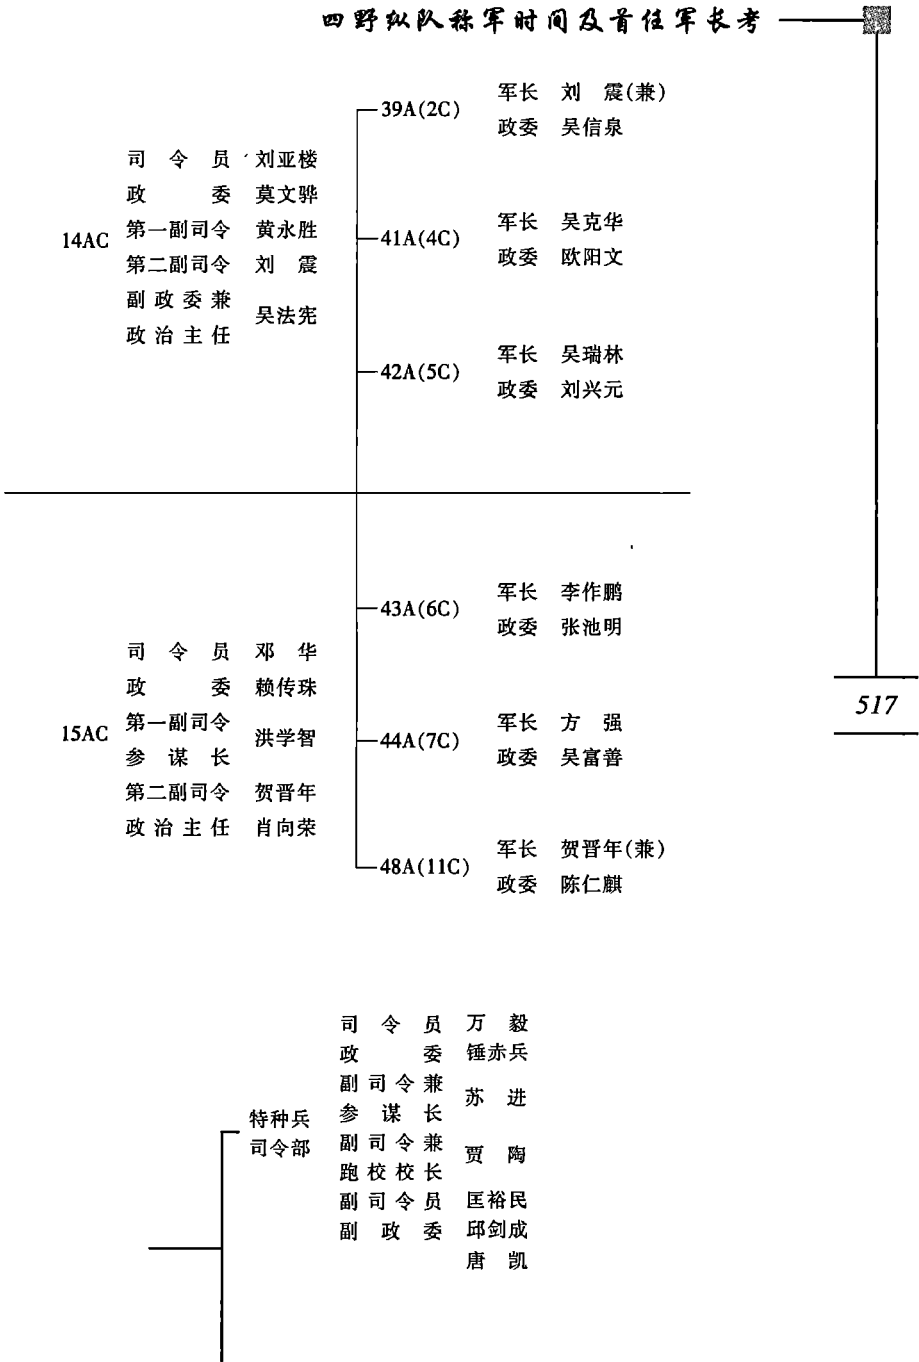 四野纵队称军时间及首任军长考
14AC
司令员 刘亚楼
政委 莫文骅
第一副司令 黄永胜
第二副司令 刘震
副政委兼
政治主任
吴法宪
39A(2C)
军长 刘震(兼)
政委 吴信泉
41A(4C)
军长 吴克华
政委 欧阳文
42A(5C)
军长 吴瑞林
政委 刘兴元
15AC
司令员 邓华
政委 赖传珠
第一副司令
参谋长
洪学智
第二副司令 贺晋年
政治主任 肖向荣
43A(6C)
军长 李作鹏
政委 张池明
44A(7C)
军长 方强
政委 吴富善
48A(11C)
军长 贺晋年(兼)
政委 陈仁麒
517
特种兵
司令部
司令员 万毅
政委 锤赤兵
副司令兼
参谋长
苏进
副司令兼
跑校校长
贾陶
副司令员 匡裕民
副政委 邱剑成
唐凯